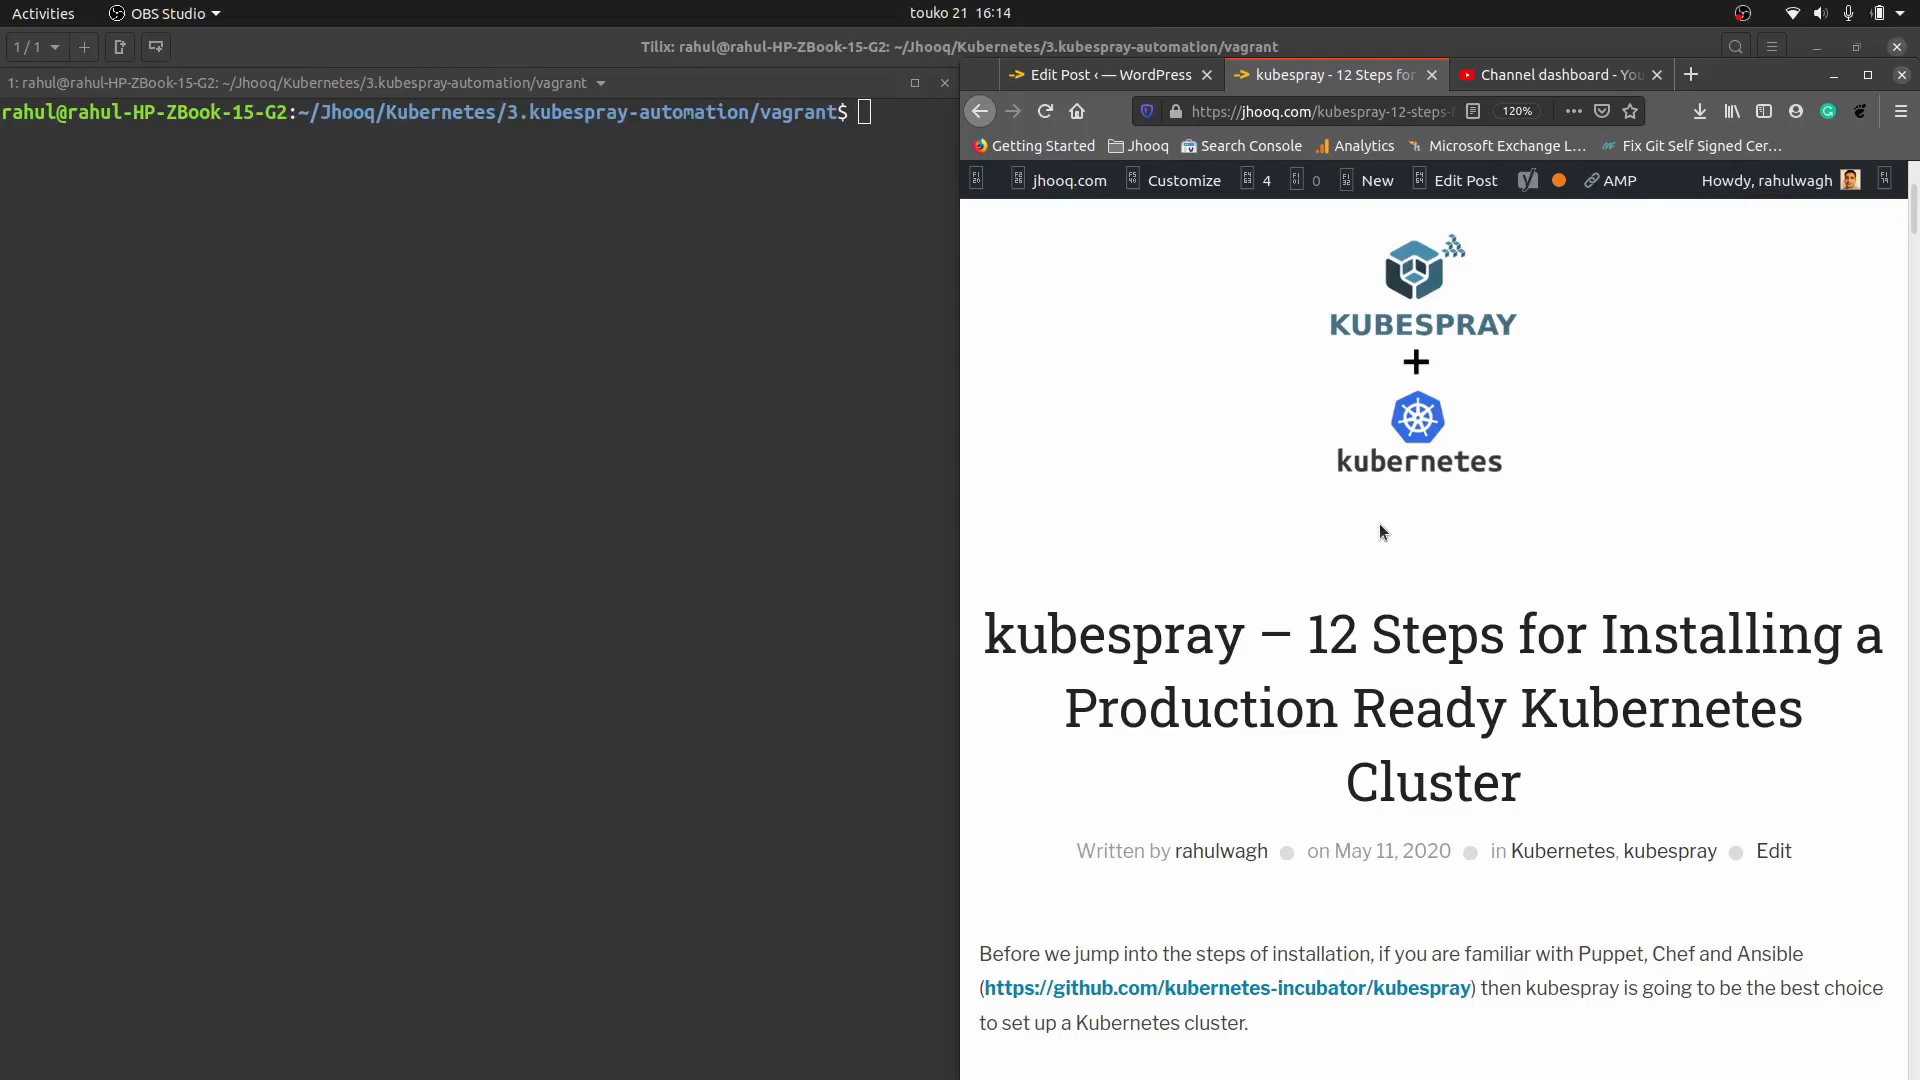 Activities
OBS Studio
touko 21 16:14
1 / 1
Tilix: rahul@rahul-HP-ZBook-15-G2: ~/Jhooq/Kubernetes/3.kubespray-automation/vagrant
1: rahul@rahul-HP-ZBook-15-G2: ~/Jhooq/Kubernetes/3.kubespray-automation/vagrant
rahul@rahul-HP-ZBook-15-G2:~/Jhooq/Kubernetes/3.kubespray-automation/vagrant$
Edit Post ‹ — WordPress
kubespray - 12 Steps for
Channel dashboard - You
https://jhooq.com/kubespray-12-steps-f
120%
Getting Started
Jhooq
Search Console
Analytics
Microsoft Exchange L...
Fix Git Self Signed Cer...
jhooq.com
Customize
4
0
New
Edit Post
AMP
Howdy, rahulwagh
KUBESPRAY
+
kubernetes
kubespray – 12 Steps for Installing a
Production Ready Kubernetes
Cluster
Written by rahulwagh on May 11, 2020 in Kubernetes, kubespray Edit
Before we jump into the steps of installation, if you are familiar with Puppet, Chef and Ansible
(https://github.com/kubernetes-incubator/kubespray) then kubespray is going to be the best choice
to set up a Kubernetes cluster.